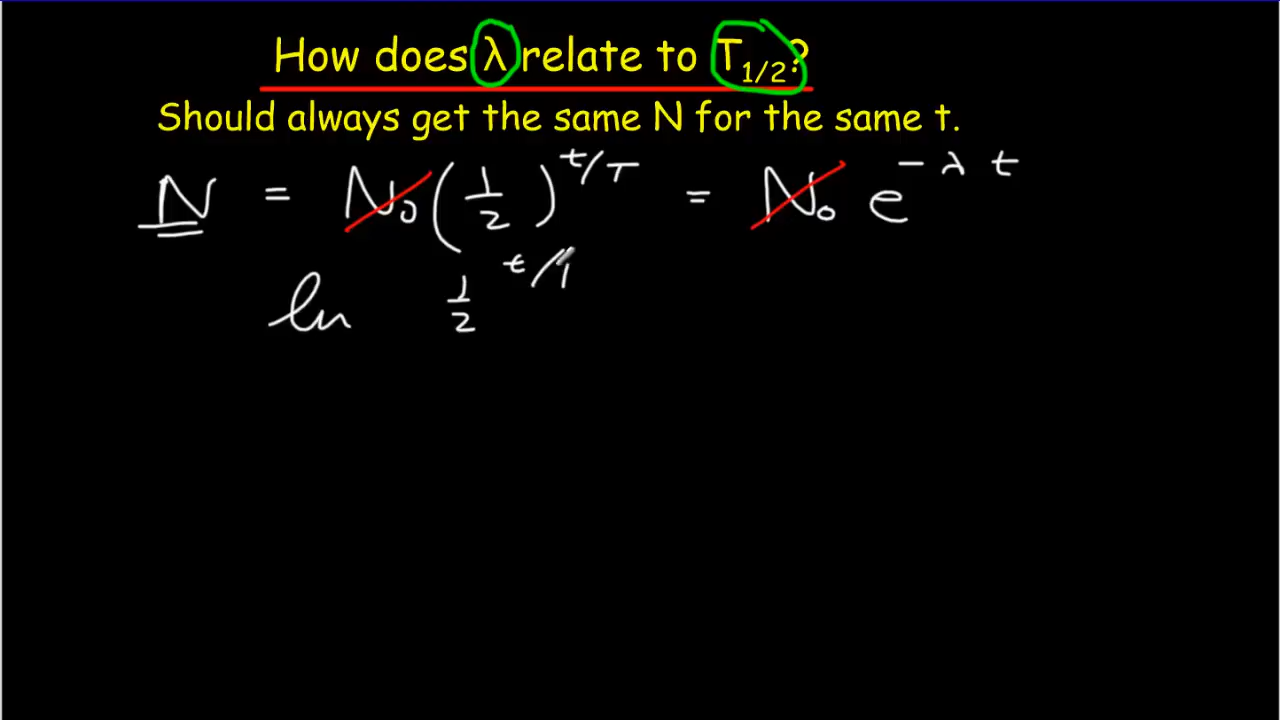 How does λ relate to T1/2?
Should always get the same N for the same t.
N = N₀ (1/2)^t/T = N₀ e^-λt
ln 1/2^t/T